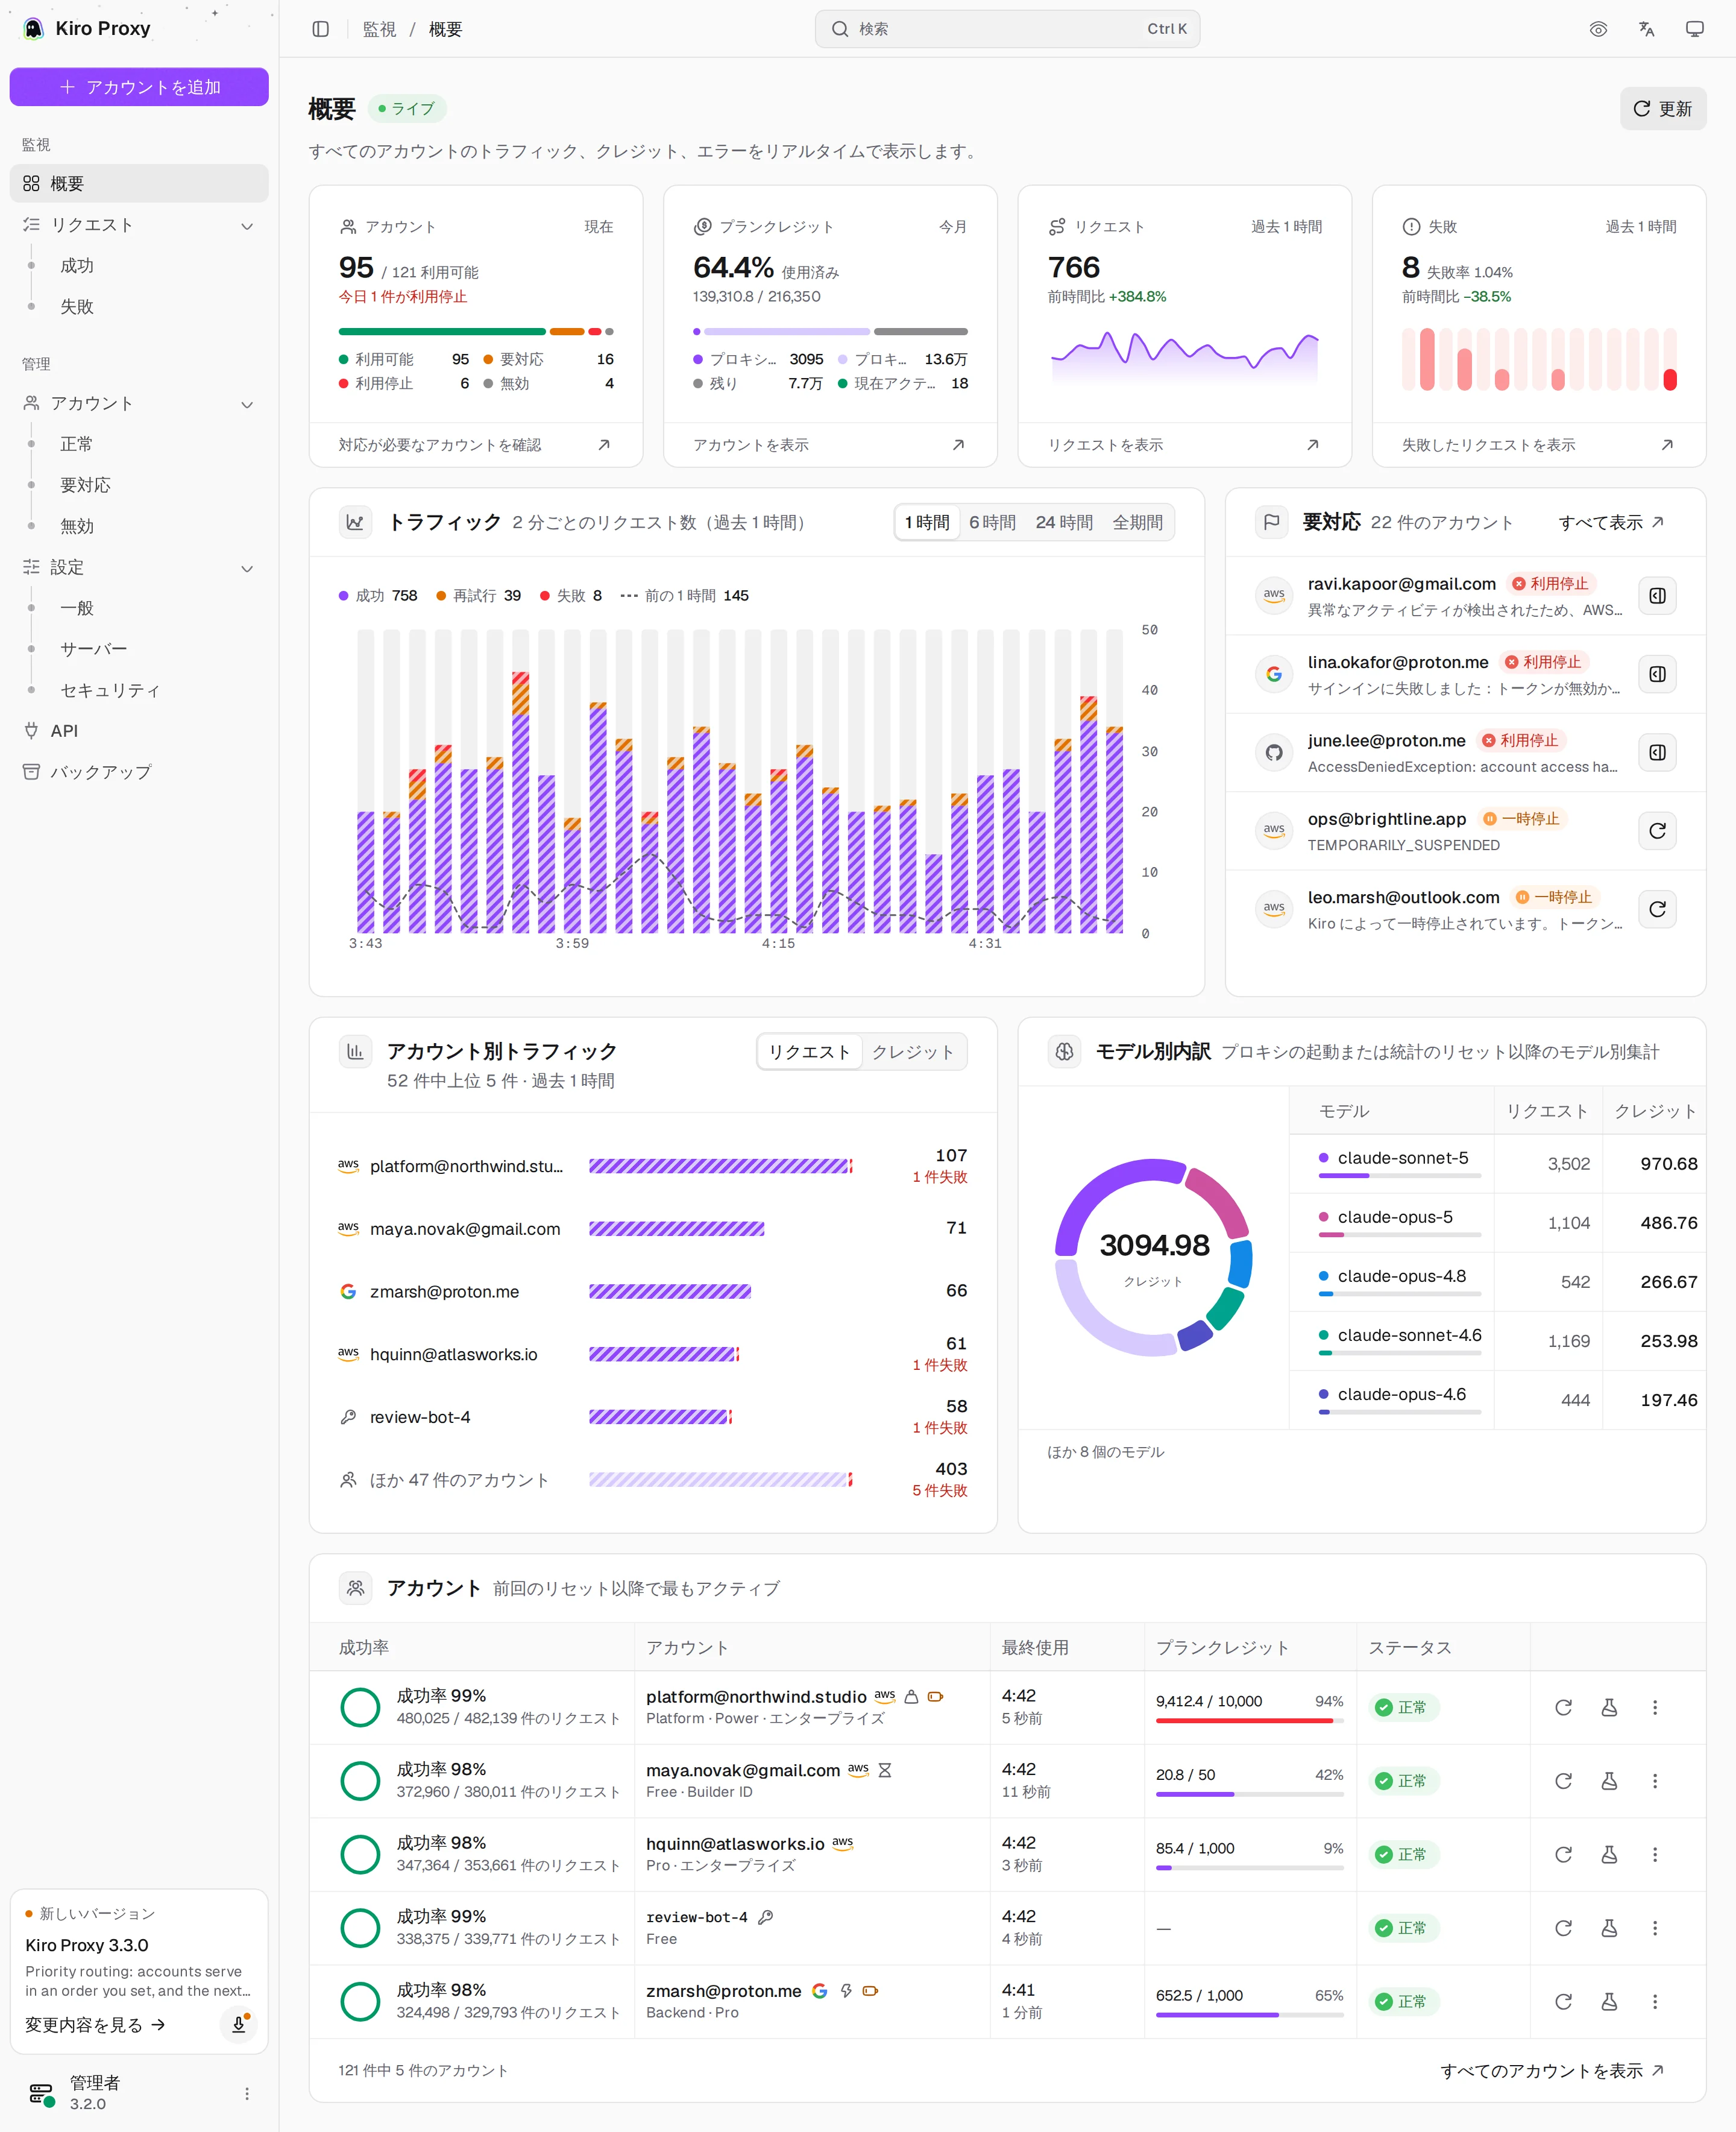 Kiro Proxy
アカウントを追加
監視
概要
リクエスト
成功
失敗
管理
アカウント
正常
要対応
無効
設定
一般
サーバー
セキュリティ
API
バックアップ
新しいバージョン
Kiro Proxy 3.3.0
Priority routing: accounts serve
in an order you set, and the next...
変更内容を見る →
管理者
3.2.0
監視 / 概要
検索 Ctrl K
概要 ライブ
更新
すべてのアカウントのトラフィック、クレジット、エラーをリアルタイムで表示します。
アカウント 現在
95 / 121 利用可能
今日 1 件が利用停止
利用可能 95 要対応 16
利用停止 6 無効 4
対応が必要なアカウントを確認
プランクレジット 今月
64.4% 使用済み
139,310.8 / 216,350
プロキシ... 3095 プロキ... 13.6万
残り 7.7万 現在アクテ... 18
アカウントを表示
リクエスト 過去 1 時間
766
前時間比 +384.8%
リクエストを表示
失敗 過去 1 時間
8 失敗率 1.04%
前時間比 −38.5%
失敗したリクエストを表示
トラフィック 2 分ごとのリクエスト数（過去 1 時間）
1 時間 6 時間 24 時間 全期間
成功 758 再試行 39 失敗 8 前の 1 時間 145
50
40
30
20
10
0
3:43 3:59 4:15 4:31
要対応 22 件のアカウント すべて表示
ravi.kapoor@gmail.com 利用停止
異常なアクティビティが検出されたため、AWS...
lina.okafor@proton.me 利用停止
サインインに失敗しました：トークンが無効か...
june.lee@proton.me 利用停止
AccessDeniedException: account access ha...
aws ops@brightline.app 一時停止
TEMPORARILY_SUSPENDED
aws leo.marsh@outlook.com 一時停止
Kiro によって一時停止されています。トークン...
アカウント別トラフィック
52 件中上位 5 件 · 過去 1 時間
リクエスト クレジット
aws platform@northwind.stu... 107
1 件失敗
aws maya.novak@gmail.com 71
zmarsh@proton.me 66
aws hquinn@atlasworks.io 61
1 件失敗
review-bot-4 58
1 件失敗
ほか 47 件のアカウント 403
5 件失敗
モデル別内訳 プロキシの起動または統計のリセット以降のモデル別集計
3094.98
クレジット
モデル リクエスト クレジット
claude-sonnet-5 3,502 970.68
claude-opus-5 1,104 486.76
claude-opus-4.8 542 266.67
claude-sonnet-4.6 1,169 253.98
claude-opus-4.6 444 197.46
ほか 8 個のモデル
アカウント 前回のリセット以降で最もアクティブ
成功率 アカウント 最終使用 プランクレジット ステータス
成功率 99%
480,025 / 482,139 件のリクエスト
platform@northwind.studio aws
Platform · Power · エンタープライズ
4:42
5 秒前
9,412.4 / 10,000 94%
正常
成功率 98%
372,960 / 380,011 件のリクエスト
maya.novak@gmail.com aws
Free · Builder ID
4:42
11 秒前
20.8 / 50 42%
正常
成功率 98%
347,364 / 353,661 件のリクエスト
hquinn@atlasworks.io aws
Pro · エンタープライズ
4:42
3 秒前
85.4 / 1,000 9%
正常
成功率 99%
338,375 / 339,771 件のリクエスト
review-bot-4
Free
4:42
4 秒前
—
正常
成功率 98%
324,498 / 329,793 件のリクエスト
zmarsh@proton.me
Backend · Pro
4:41
1 分前
652.5 / 1,000 65%
正常
121 件中 5 件のアカウント
すべてのアカウントを表示